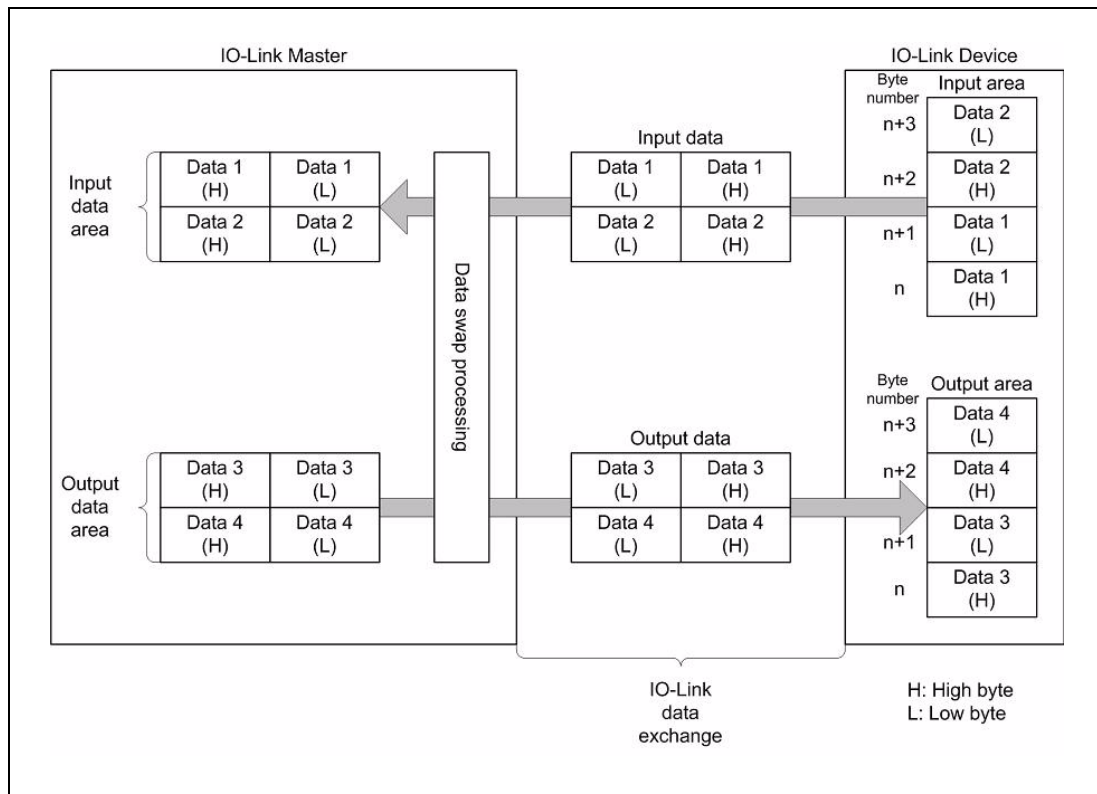 IO-Link Master
IO-Link Device
Byte
number
Input area
n+3
Data 2
(L)
n+2
Data 2
(H)
n+1
Data 1
(L)
n
Data 1
(H)
Input
data
area
Data 1
(H)
Data 1
(L)
Data 2
(H)
Data 2
(L)
Data swap processing
Input data
Data 1
(L)
Data 1
(H)
Data 2
(L)
Data 2
(H)
Output
data
area
Data 3
(H)
Data 3
(L)
Data 4
(H)
Data 4
(L)
Output data
Data 3
(L)
Data 3
(H)
Data 4
(L)
Data 4
(H)
Byte
number
Output area
n+3
Data 4
(L)
n+2
Data 4
(H)
n+1
Data 3
(L)
n
Data 3
(H)
IO-Link
data
exchange
H: High byte
L: Low byte